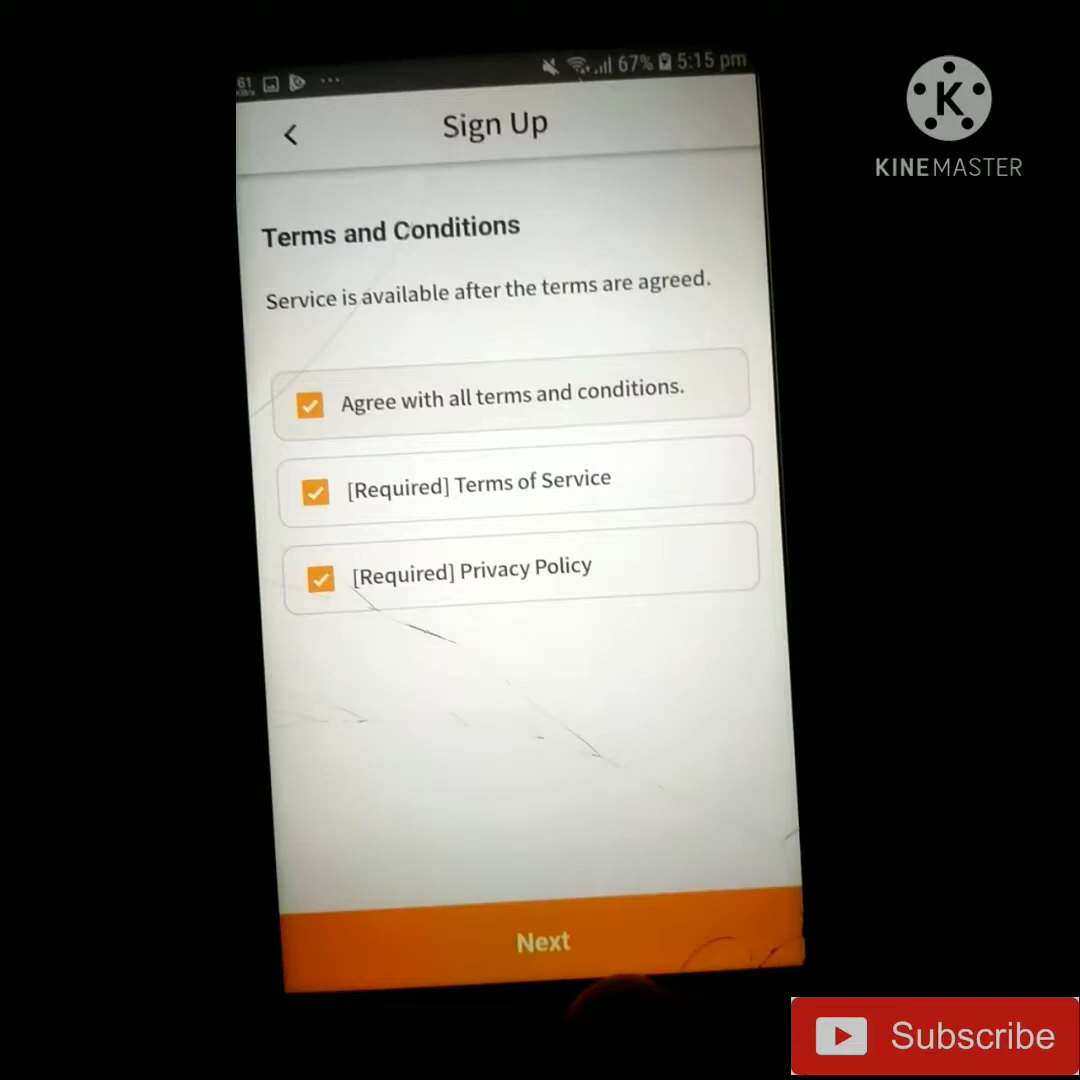 61
KB/s
67%
5:15 pm
Sign Up
KINEMASTER
Terms and Conditions
Service is available after the terms are agreed.
Agree with all terms and conditions.
[Required] Terms of Service
[Required] Privacy Policy
Next
Subscribe